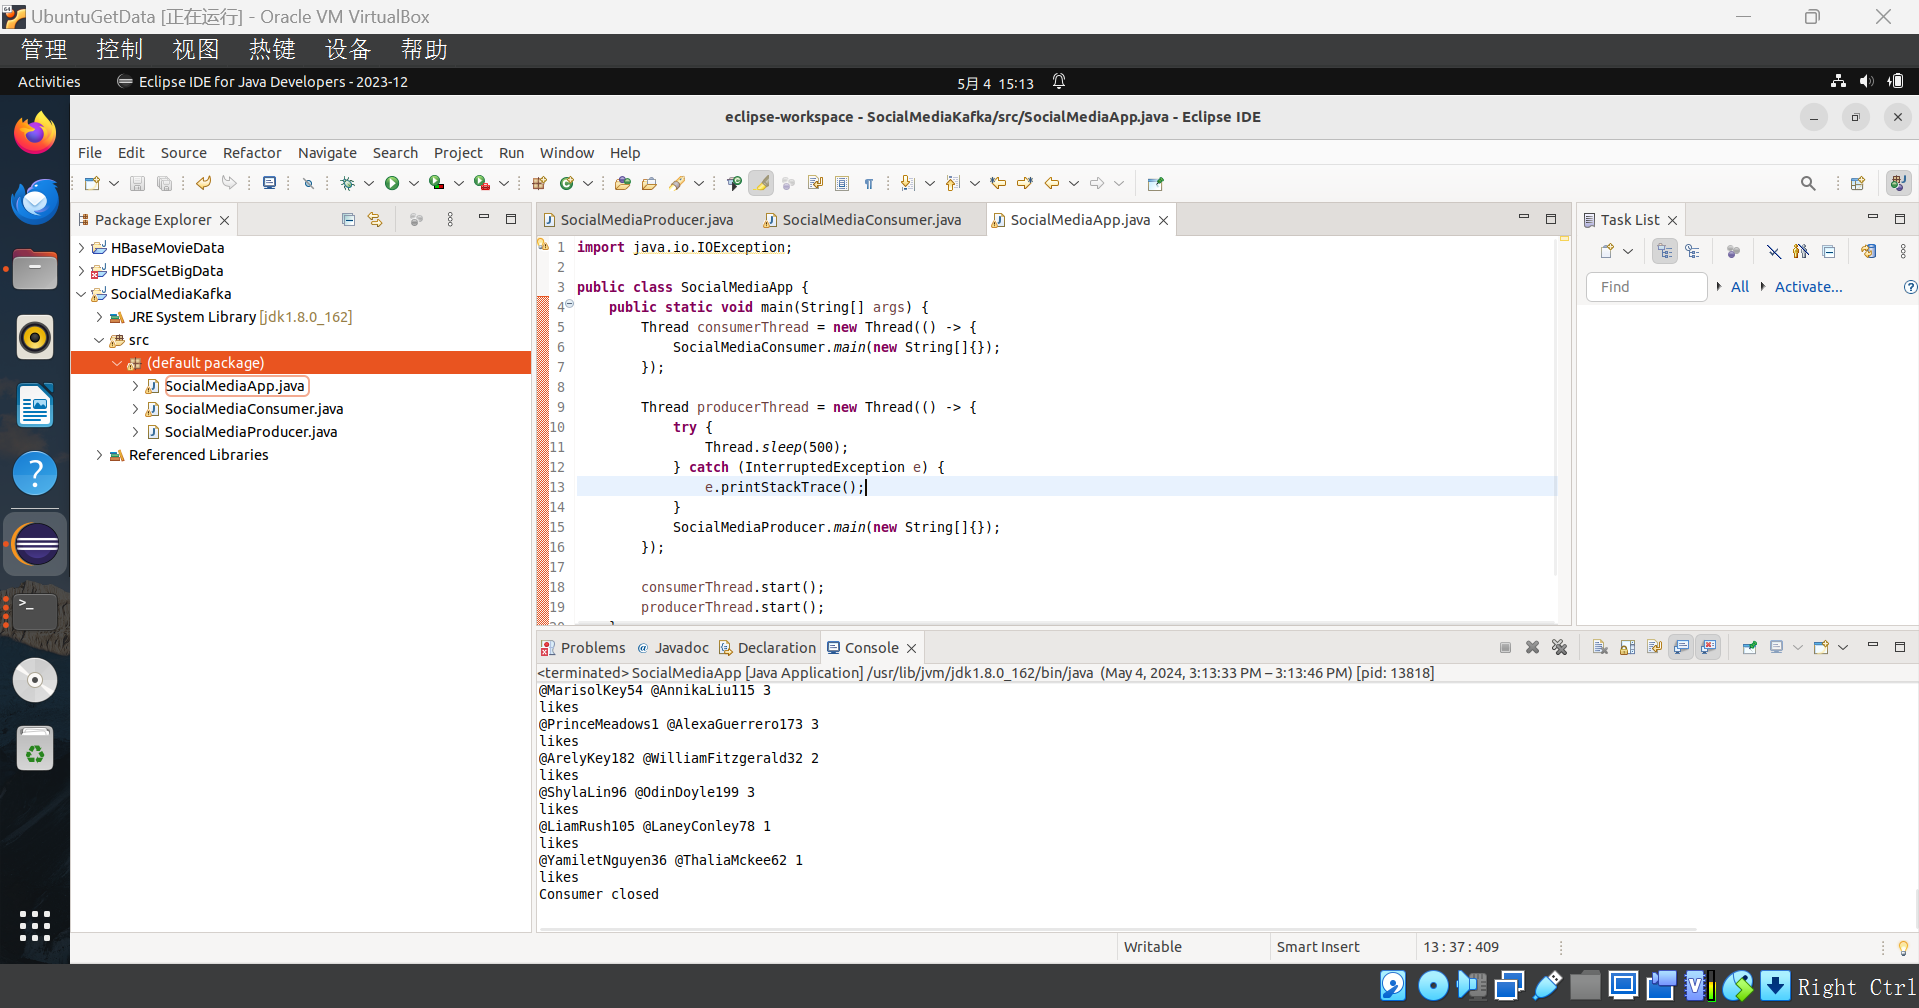 UbuntuGetData [正在运行] - Oracle VM VirtualBox
管理 控制 视图 热键 设备 帮助
Activities Eclipse IDE for Java Developers - 2023-12 5月 4 15:13
eclipse-workspace - SocialMediaKafka/src/SocialMediaApp.java - Eclipse IDE
File Edit Source Refactor Navigate Search Project Run Window Help
Package Explorer
HBaseMovieData
HDFSGetBigData
SocialMediaKafka
JRE System Library [jdk1.8.0_162]
src
(default package)
SocialMediaApp.java
SocialMediaConsumer.java
SocialMediaProducer.java
Referenced Libraries
SocialMediaProducer.java SocialMediaConsumer.java SocialMediaApp.java
1 import java.io.IOException;
2
3 public class SocialMediaApp {
4 public static void main(String[] args) {
5 Thread consumerThread = new Thread(() -> {
6 SocialMediaConsumer.main(new String[]{});
7 });
8
9 Thread producerThread = new Thread(() -> {
10 try {
11 Thread.sleep(500);
12 } catch (InterruptedException e) {
13 e.printStackTrace();
14 }
15 SocialMediaProducer.main(new String[]{});
16 });
17
18 consumerThread.start();
19 producerThread.start();
Task List
Find All Activate...
Problems @ Javadoc Declaration Console
<terminated> SocialMediaApp [Java Application] /usr/lib/jvm/jdk1.8.0_162/bin/java (May 4, 2024, 3:13:33 PM – 3:13:46 PM) [pid: 13818]
@MarisolKey54 @AnnikaLiu115 3
likes
@PrinceMeadows1 @AlexaGuerrero173 3
likes
@ArelyKey182 @WilliamFitzgerald32 2
likes
@ShylaLin96 @OdinDoyle199 3
likes
@LiamRush105 @LaneyConley78 1
likes
@YamiletNguyen36 @ThaliaMckee62 1
likes
Consumer closed
Writable Smart Insert 13 : 37 : 409
Right Ctrl